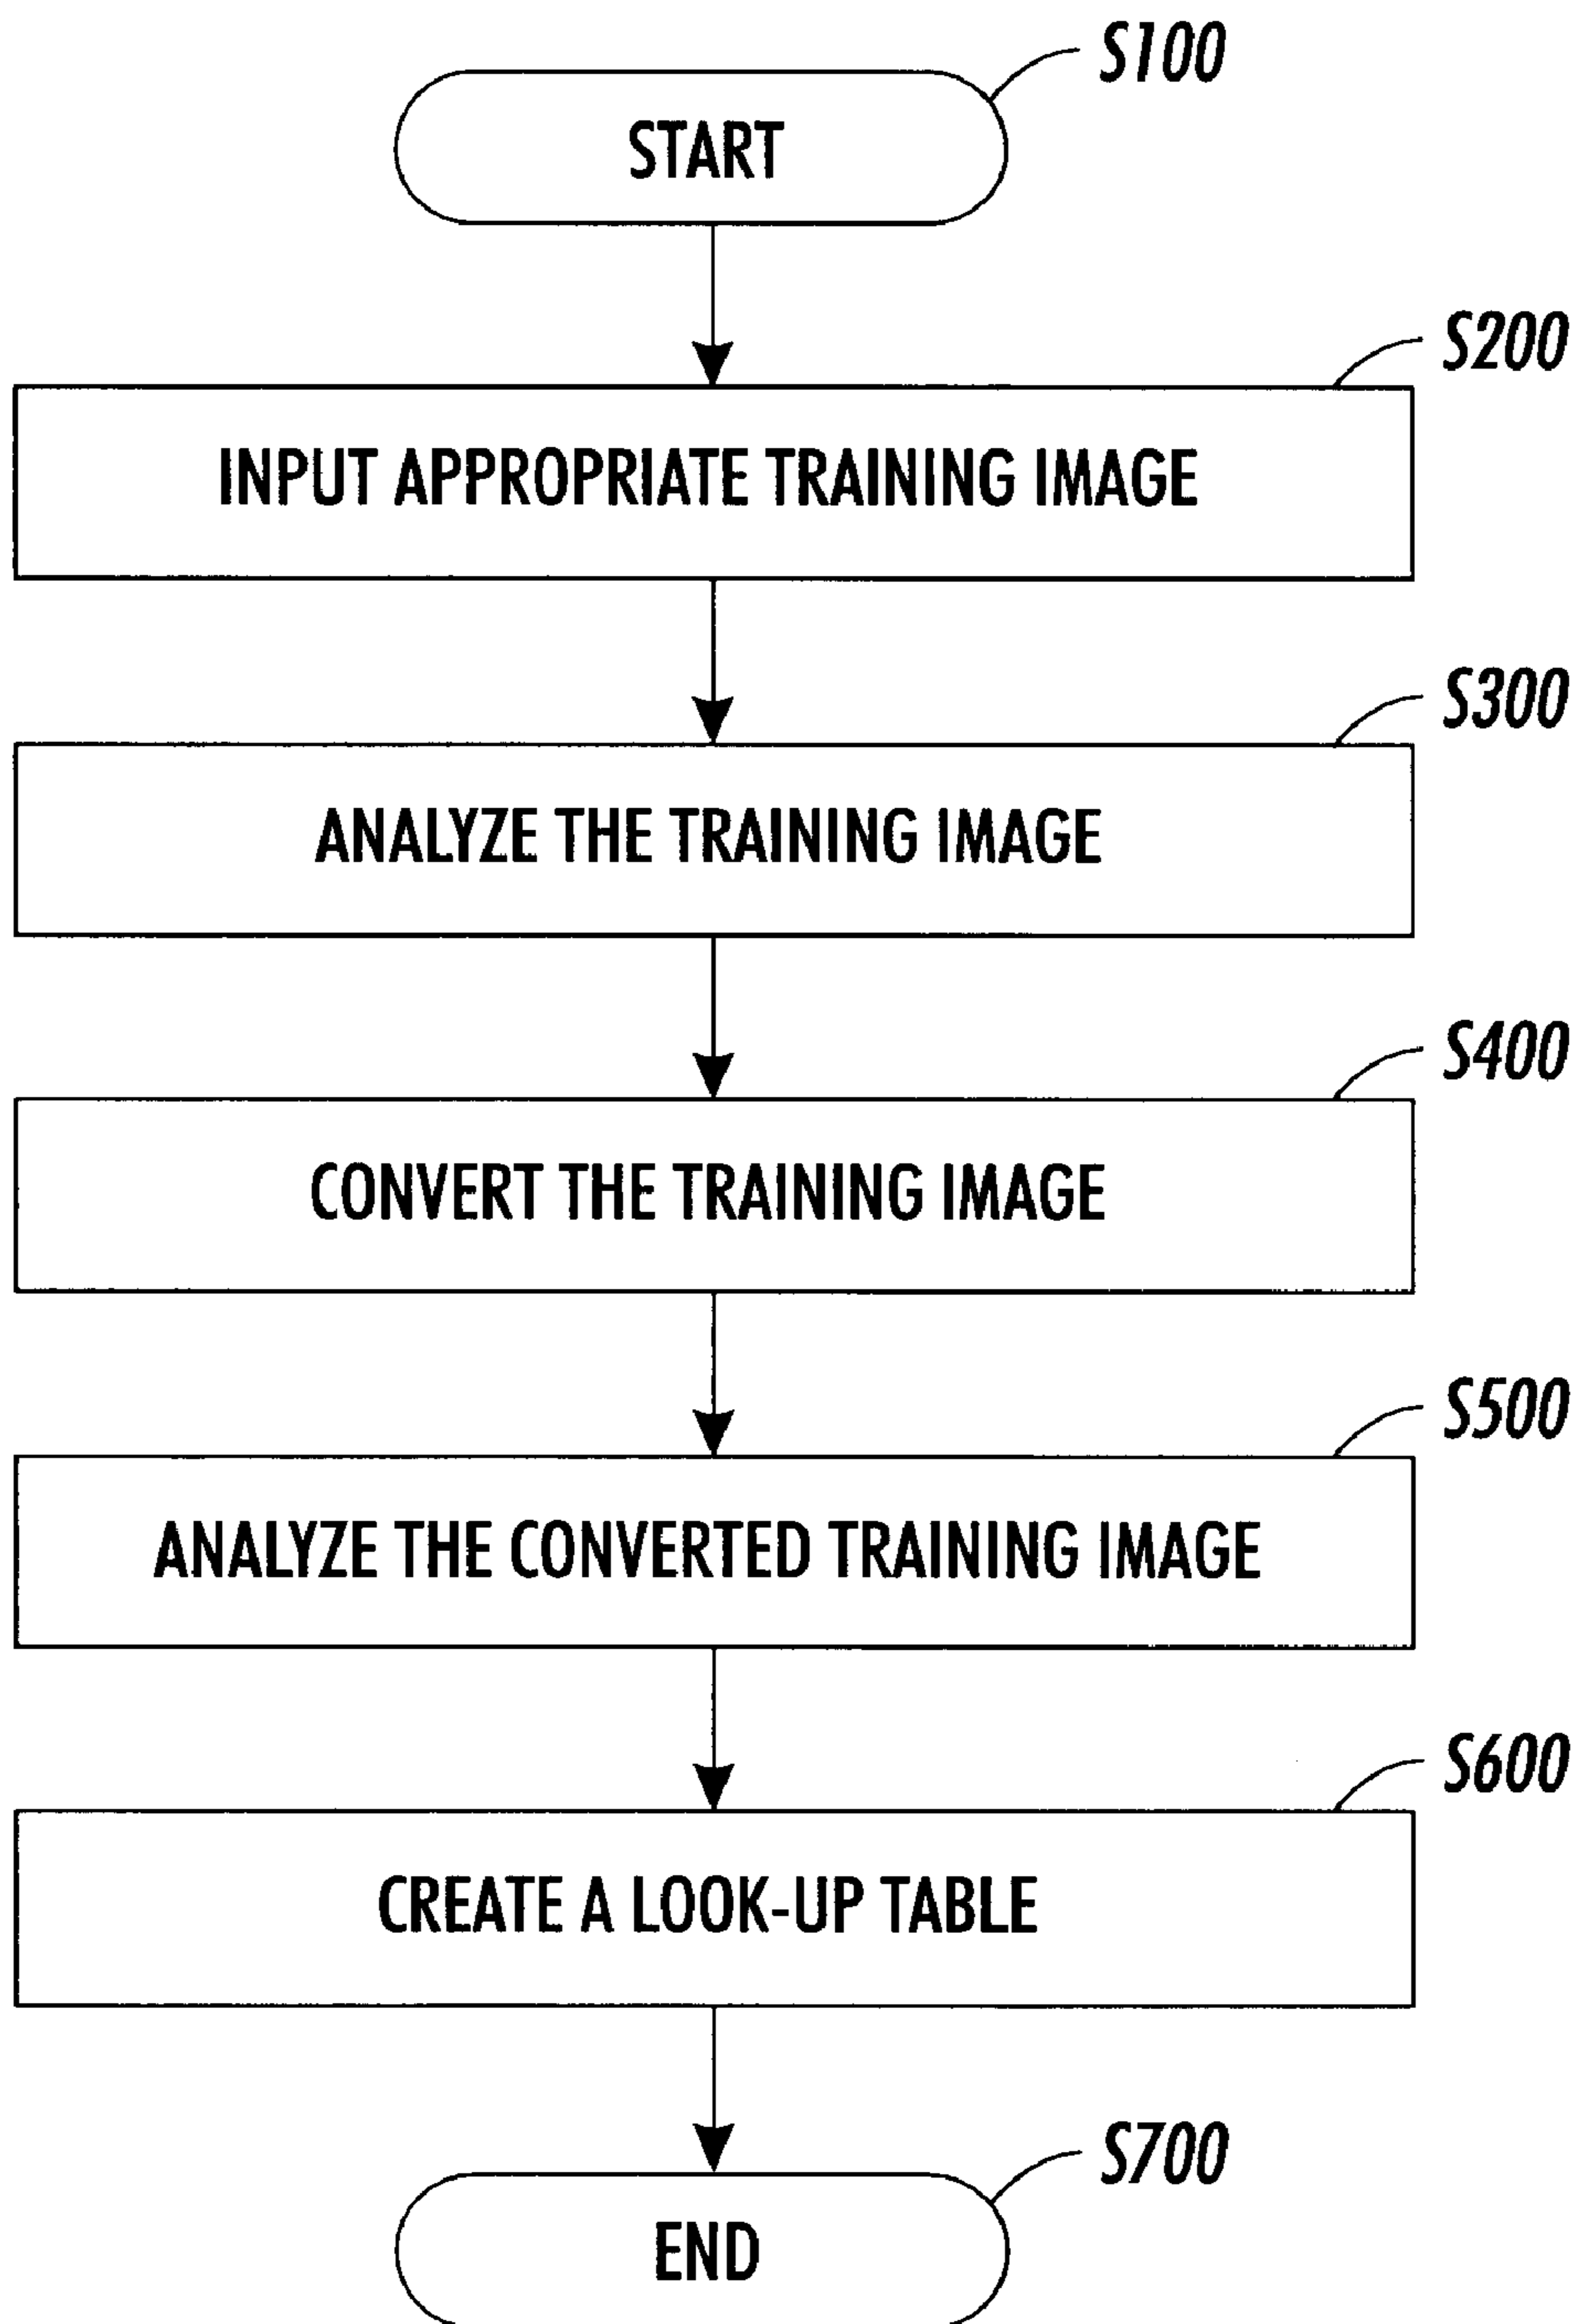 S100
START
S200
INPUT APPROPRIATE TRAINING IMAGE
S300
ANALYZE THE TRAINING IMAGE
S400
CONVERT THE TRAINING IMAGE
S500
ANALYZE THE CONVERTED TRAINING IMAGE
S600
CREATE A LOOK-UP TABLE
S700
END